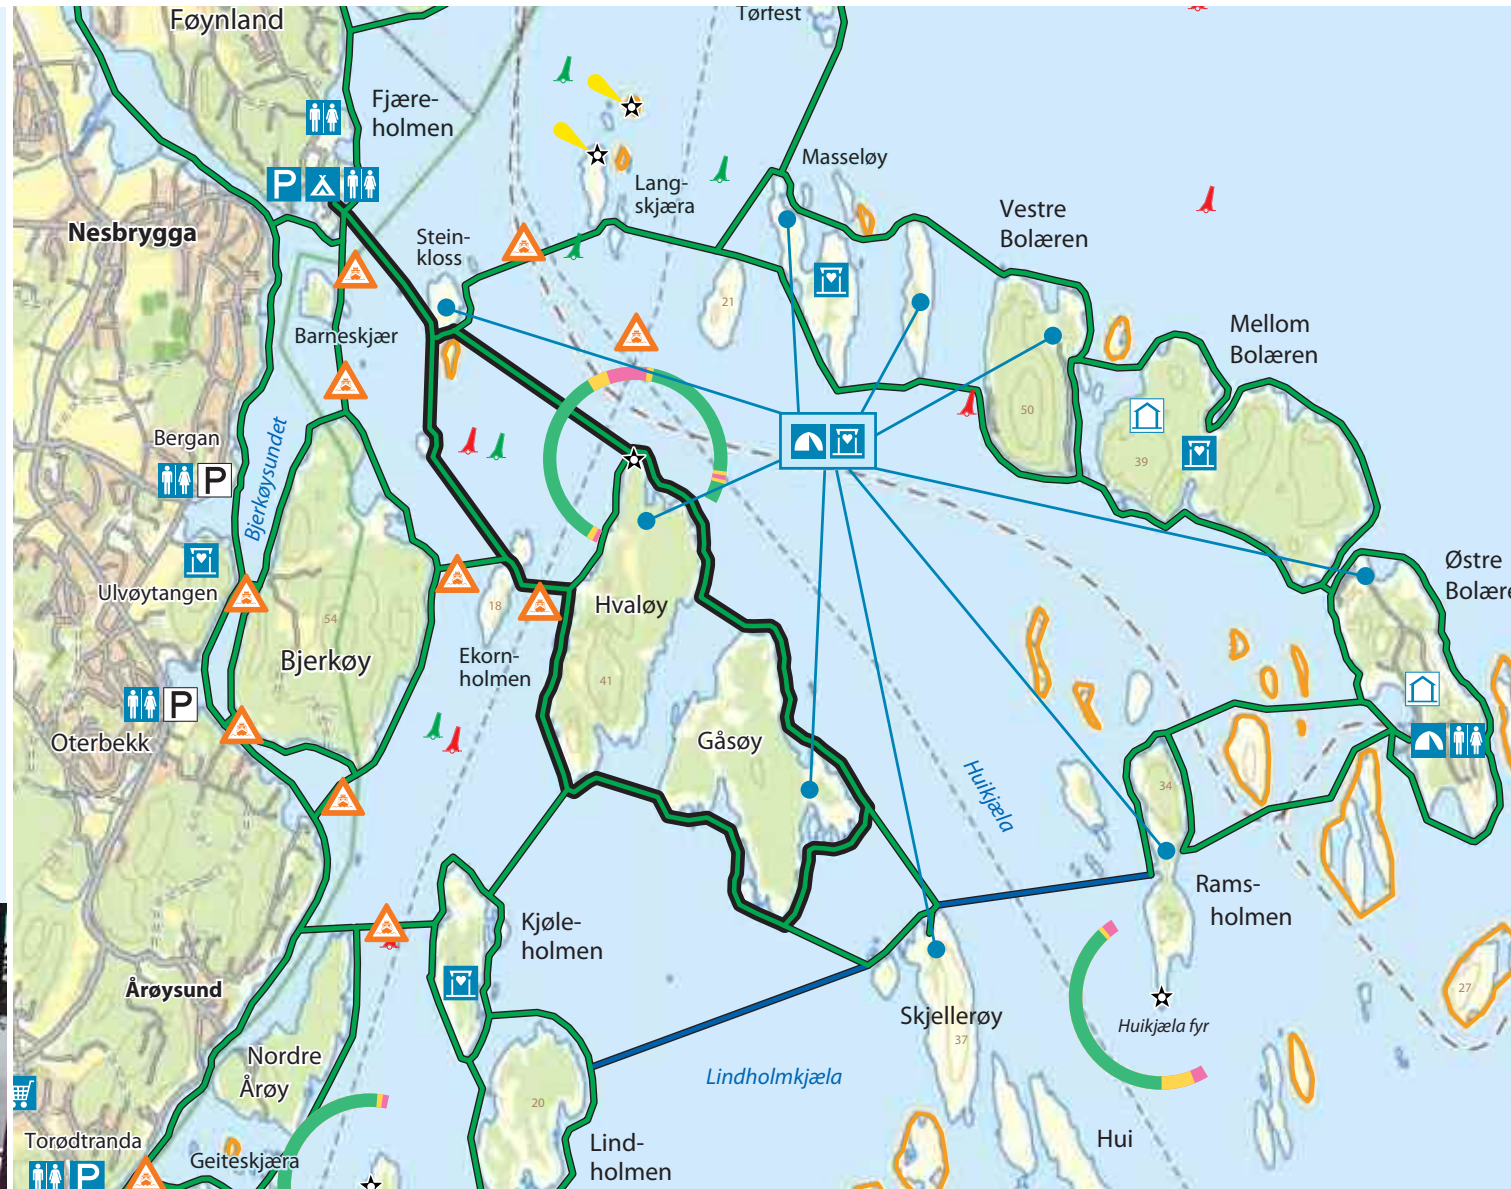 Føynland
Tørfest
Fjære-
holmen
P
Nesbrygga
Masseløy
Lang-
skjæra
Vestre
Bolæren
Stein-
kloss
21
Barneskjær
Mellom
Bolæren
50
39
Bergan
P
Bjerkøysundet
Ulvøytangen
54
18
Hvaløy
Østre
Bjerkøy
Ekorn-
holmen
41
P
Oterbekk
Gåsøy
Huikjæla
34
Kjøle-
holmen
Rams-
holmen
Årøysund
Skjellerøy
37
Huikjæla fyr
27
Nordre
Årøy
Lindholmkjæla
20
Torødtranda
Geiteskjæra
P
Lind-
holmen
Hui